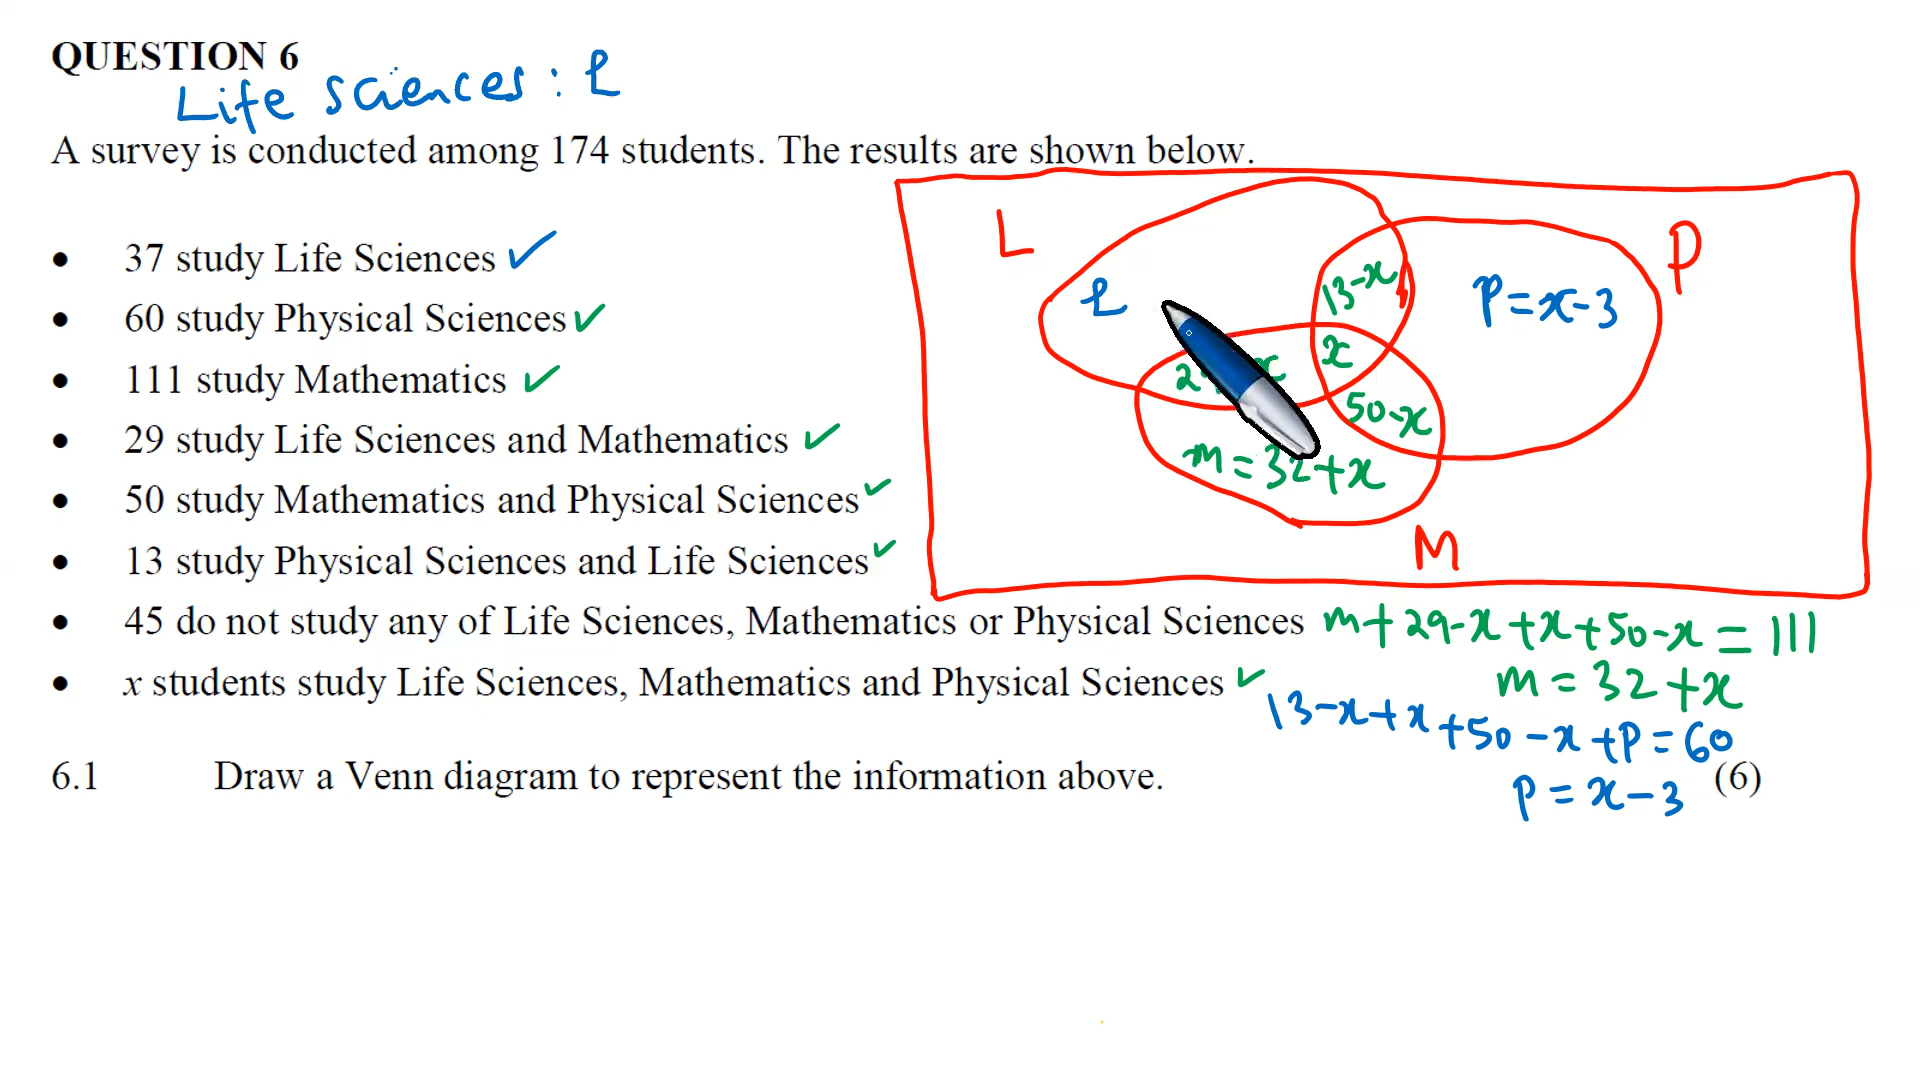 QUESTION 6
Life sciences : ℓ
A survey is conducted among 174 students. The results are shown below.
• 37 study Life Sciences ✓
• 60 study Physical Sciences ✓
• 111 study Mathematics ✓
• 29 study Life Sciences and Mathematics ✓
• 50 study Mathematics and Physical Sciences ✓
• 13 study Physical Sciences and Life Sciences ✓
• 45 do not study any of Life Sciences, Mathematics or Physical Sciences
• x students study Life Sciences, Mathematics and Physical Sciences ✓
6.1 Draw a Venn diagram to represent the information above. (6)
L
P
ℓ
13-x
P=x-3
x
50-x
m=32+x
M
m+29-x+x+50-x=111
m=32+x
13-x+x+50-x+P=60
P=x-3